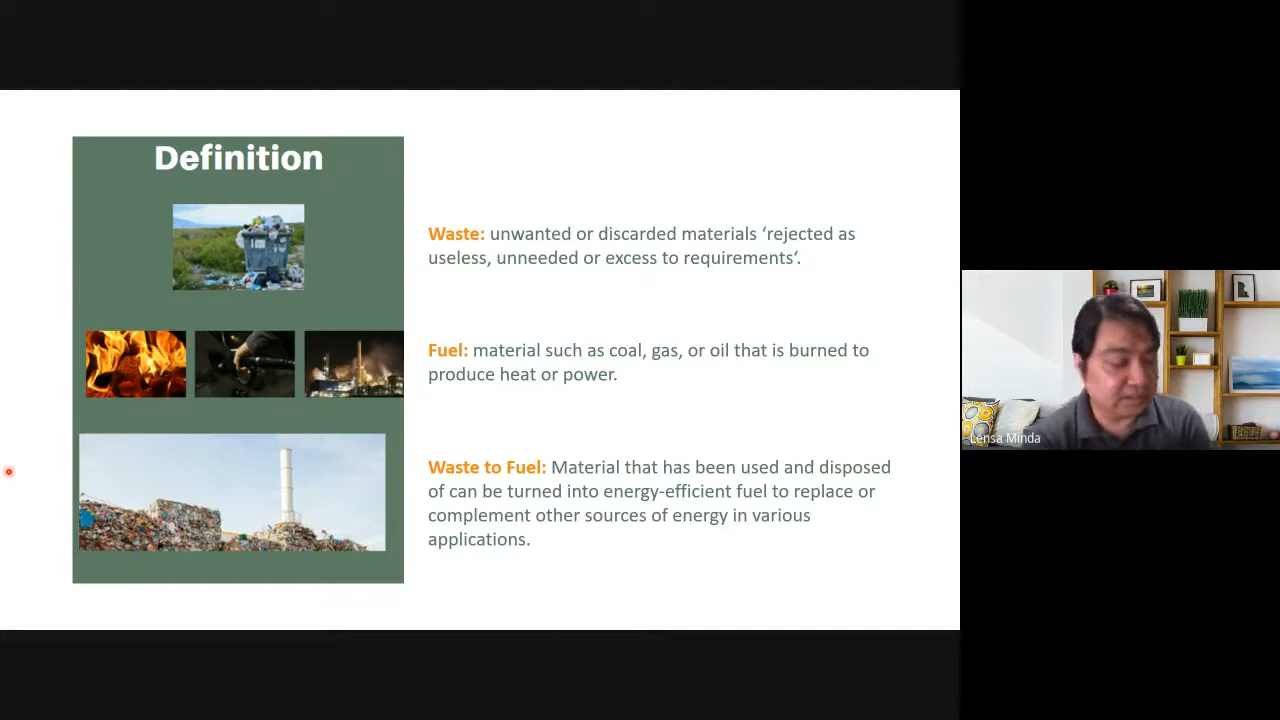 Definition
Waste: unwanted or discarded materials ‘rejected as
useless, unneeded or excess to requirements‘.
Fuel: material such as coal, gas, or oil that is burned to
produce heat or power.
Waste to Fuel: Material that has been used and disposed
of can be turned into energy-efficient fuel to replace or
complement other sources of energy in various
applications.
Lensa Minda